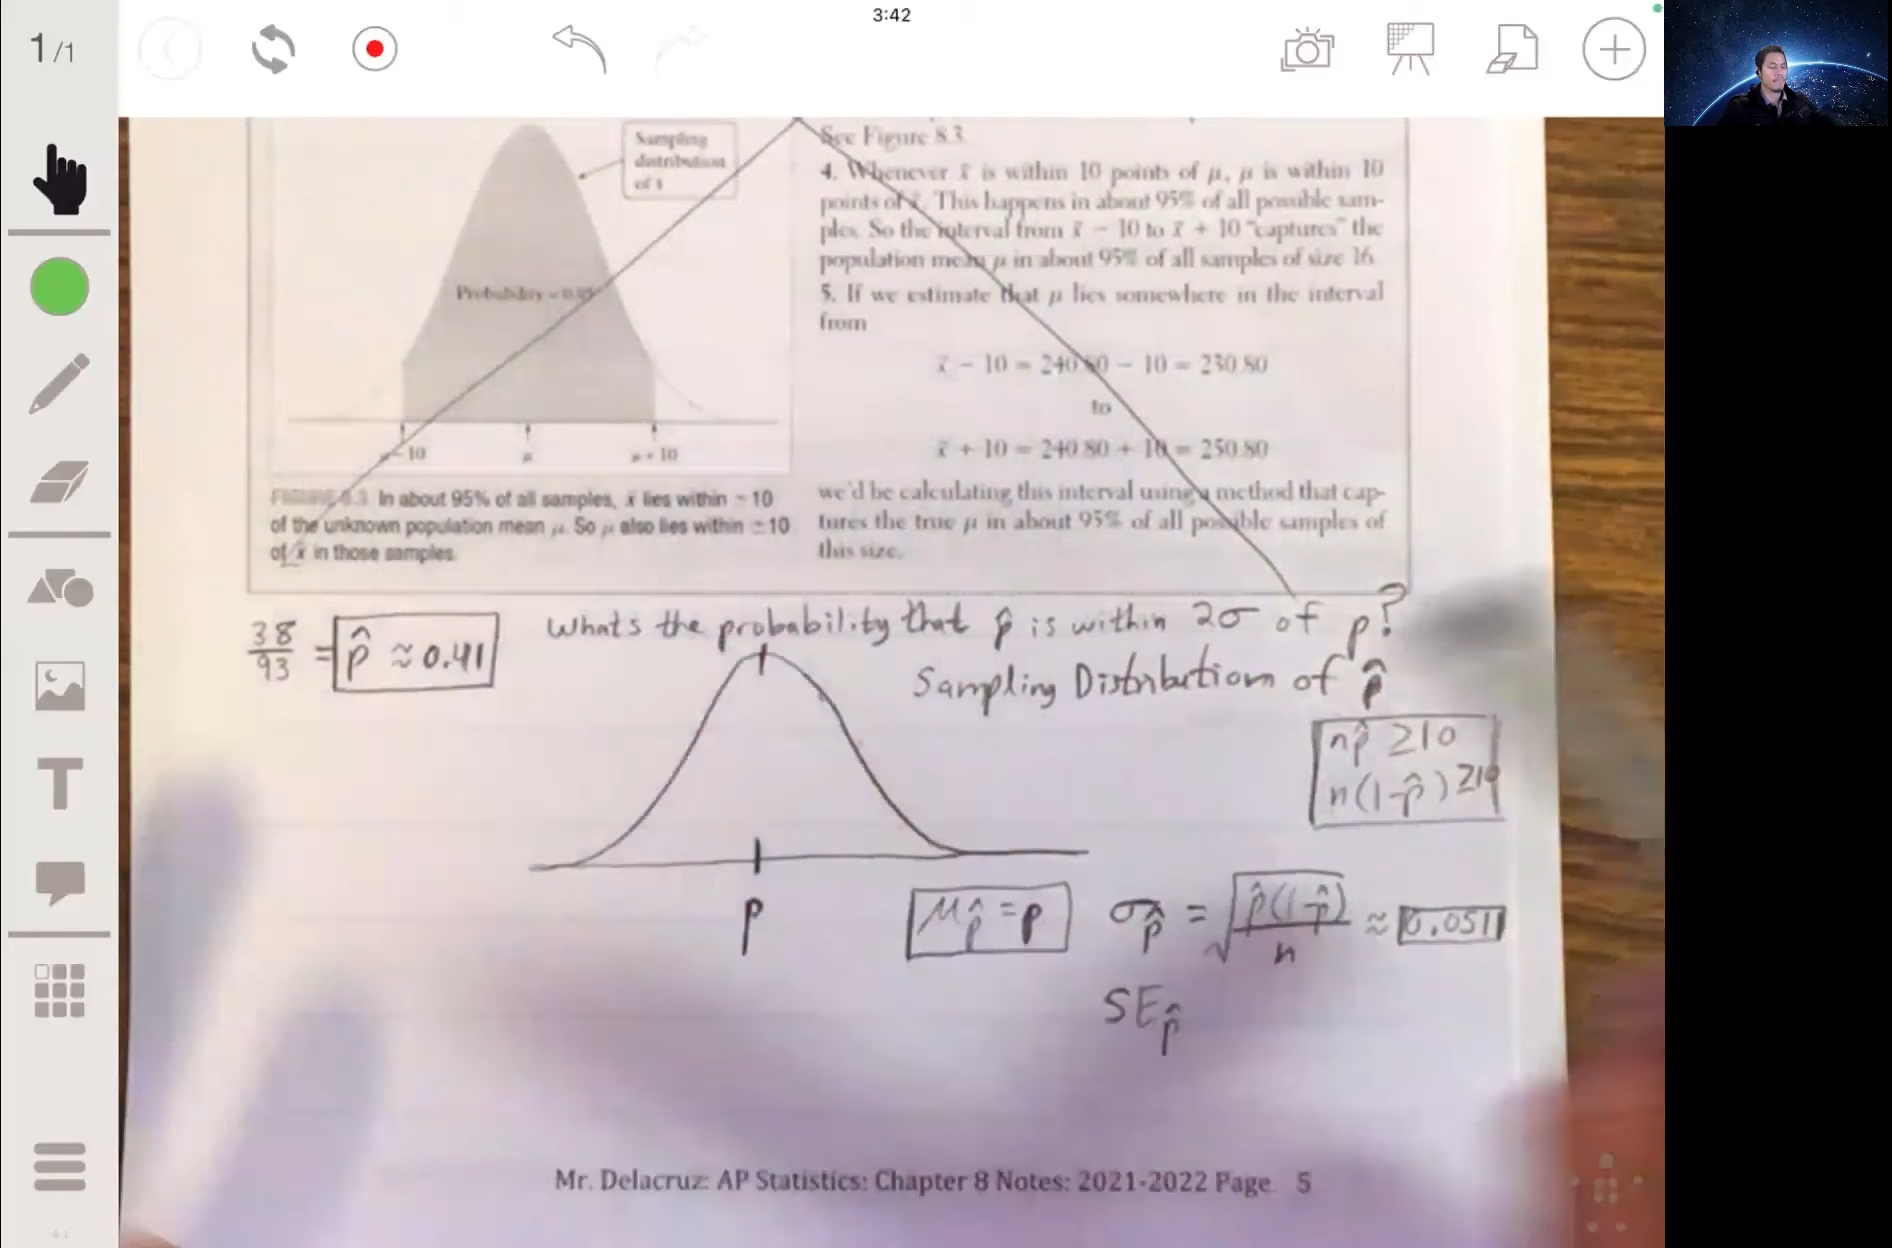 3:42
1/1
Sampling
distribution
of x̄
Probability = 0.95
- 10
μ
μ + 10
FIGURE 8.3 In about 95% of all samples, x̄ lies within ±10
of the unknown population mean μ. So μ also lies within ±10
of x̄ in those samples.
See Figure 8.3.
4. Whenever x̄ is within 10 points of μ, μ is within 10
points of x̄. This happens in about 95% of all possible sam-
ples. So the interval from x̄ − 10 to x̄ + 10 "captures" the
population mean μ in about 95% of all samples of size 16.
5. If we estimate that μ lies somewhere in the interval
from
x̄ − 10 = 240.80 − 10 = 230.80
to
x̄ + 10 = 240.80 + 10 = 250.80
we'd be calculating this interval using a method that cap-
tures the true μ in about 95% of all possible samples of
this size.
38/93 = p̂ ≈ 0.41
Whats the probability that p̂ is within 2σ of p?
Sampling Distribution of p̂
np̂ ≥10
n(1-p̂) ≥10
p
μp̂ = p
σp̂ = √(p̂(1-p̂)/n) ≈ 0.0511
SEp̂
Mr. Delacruz: AP Statistics: Chapter 8 Notes: 2021-2022 Page 5
T